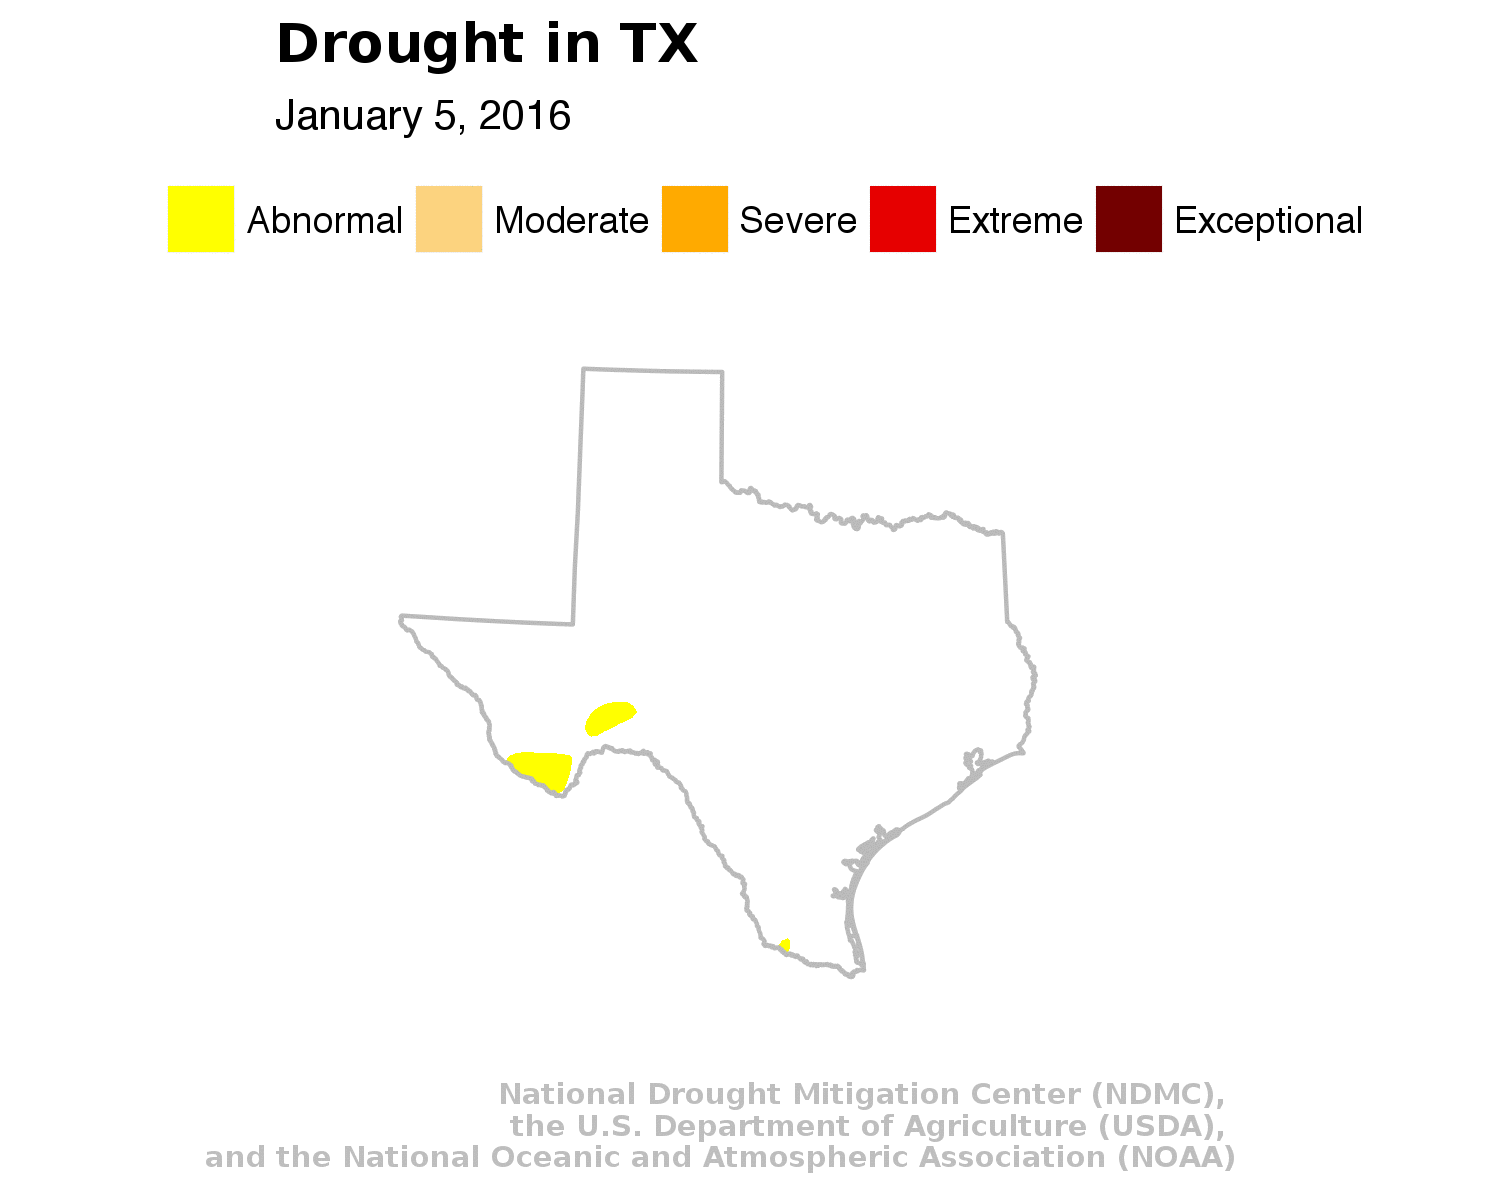 Drought in TX
January 5, 2016
Abnormal Moderate Severe Extreme Exceptional
National Drought Mitigation Center (NDMC),
the U.S. Department of Agriculture (USDA),
and the National Oceanic and Atmospheric Association (NOAA)